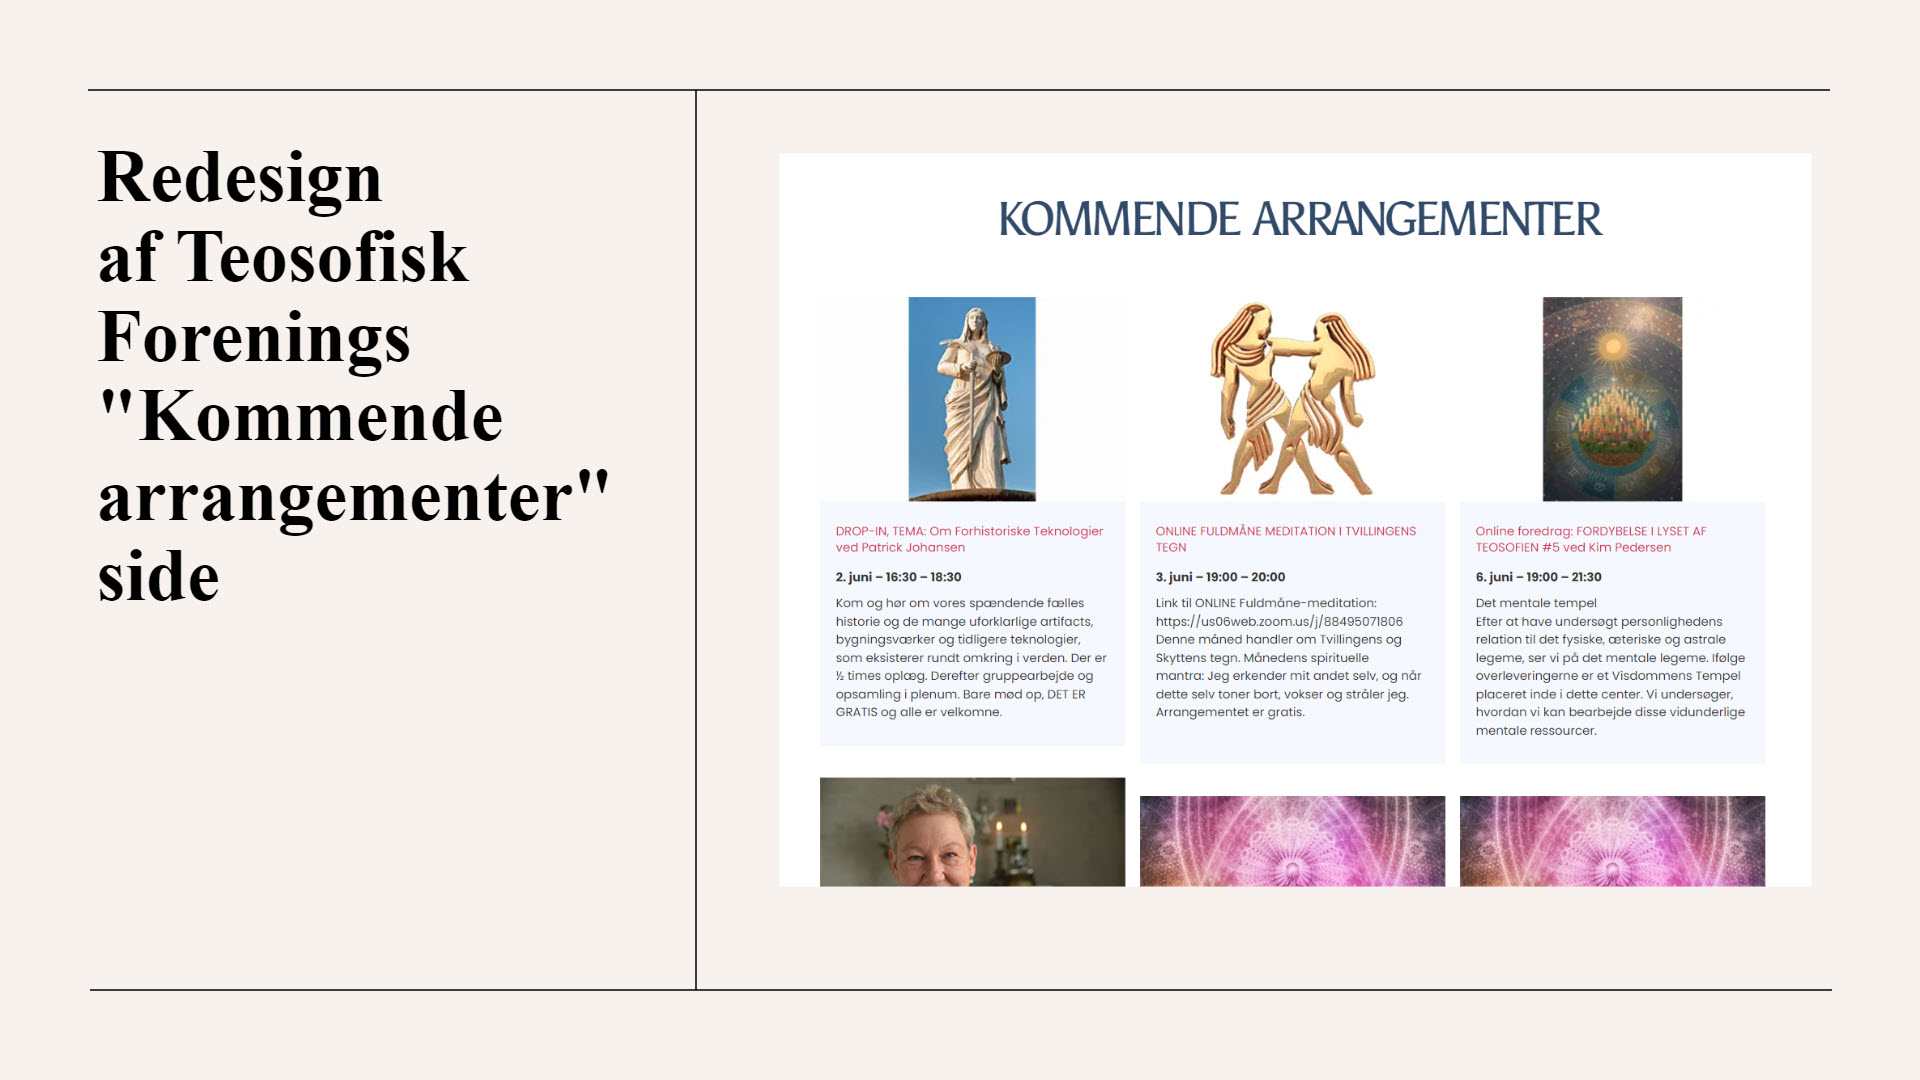 Redesign
af Teosofisk
Forenings
"Kommende
arrangementer"
side
KOMMENDE ARRANGEMENTER
DROP-IN, TEMA: Om Forhistoriske Teknologier
ved Patrick Johansen
2. juni – 16:30 – 18:30
Kom og hør om vores spændende fælles
historie og de mange uforklarlige artifacts,
bygningsværker og tidligere teknologier,
som eksisterer rundt omkring i verden. Der er
½ times oplæg. Derefter gruppearbejde og
opsamling i plenum. Bare mød op, DET ER
GRATIS og alle er velkomne.
ONLINE FULDMÅNE MEDITATION I TVILLINGENS
TEGN
3. juni – 19:00 – 20:00
Link til ONLINE Fuldmåne-meditation:
https://us06web.zoom.us/j/88495071806
Denne måned handler om Tvillingens og
Skyttens tegn. Månedens spirituelle
mantra: Jeg erkender mit andet selv, og når
dette selv toner bort, vokser og stråler jeg.
Arrangementet er gratis.
Online foredrag: FORDYBELSE I LYSET AF
TEOSOFIEN #5 ved Kim Pedersen
6. juni – 19:00 – 21:30
Det mentale tempel
Efter at have undersøgt personlighedens
relation til det fysiske, æteriske og astrale
legeme, ser vi på det mentale legeme. Ifølge
overleveringerne er et Visdommens Tempel
placeret inde i dette center. Vi undersøger,
hvordan vi kan bearbejde disse vidunderlige
mentale ressourcer.